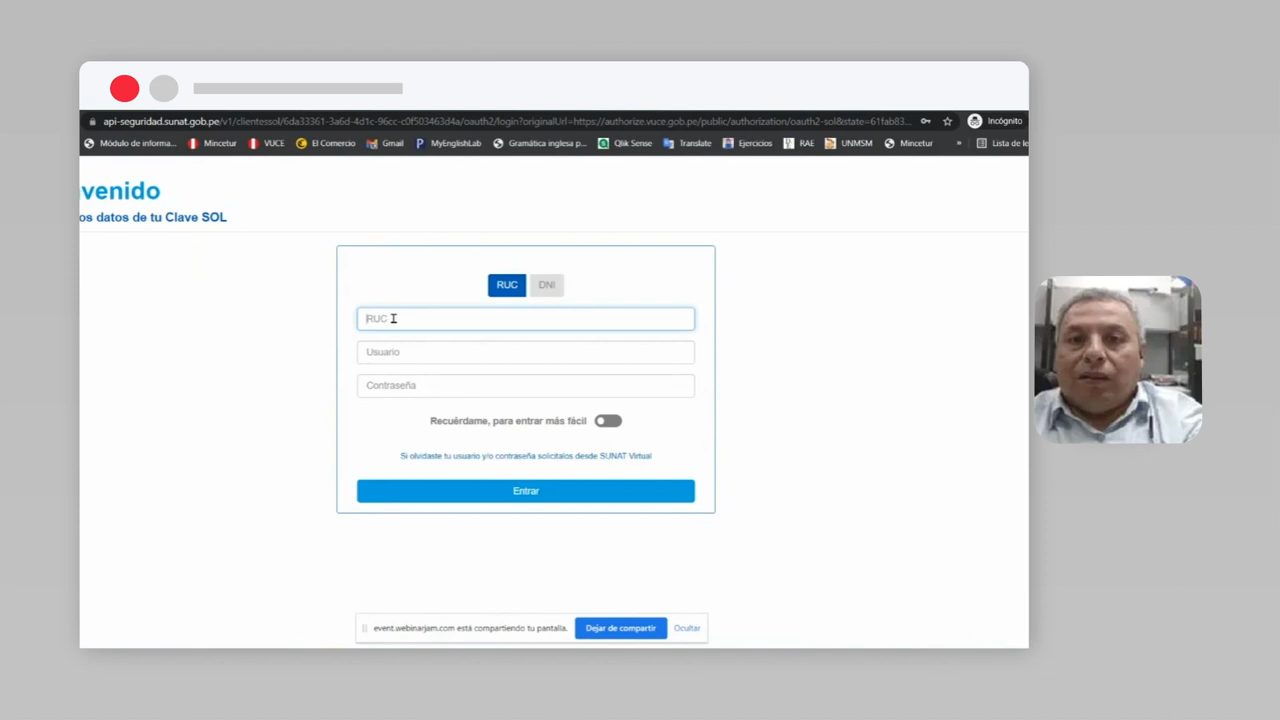 api-seguridad.sunat.gob.pe/v1/clientessol/6da33361-3a6d-4d1c-96cc-c0f503463d4a/oauth2/login?originalUrl=https://authorize.vuce.gob.pe/public/authorization/oauth2-sol&state=61fab83... Incógnito
Módulo de informa... Mincetur VUCE El Comercio Gmail MyEnglishLab Gramática inglesa p... Qlik Sense Translate Ejercicios RAE UNMSM Mincetur » Lista de le
venido
os datos de tu Clave SOL
RUC DNI
RUC
Usuario
Contraseña
Recuérdame, para entrar más fácil
Si olvidaste tu usuario y/o contraseña solicítalos desde SUNAT Virtual
Entrar
event.webinarjam.com está compartiendo tu pantalla. Dejar de compartir Ocultar